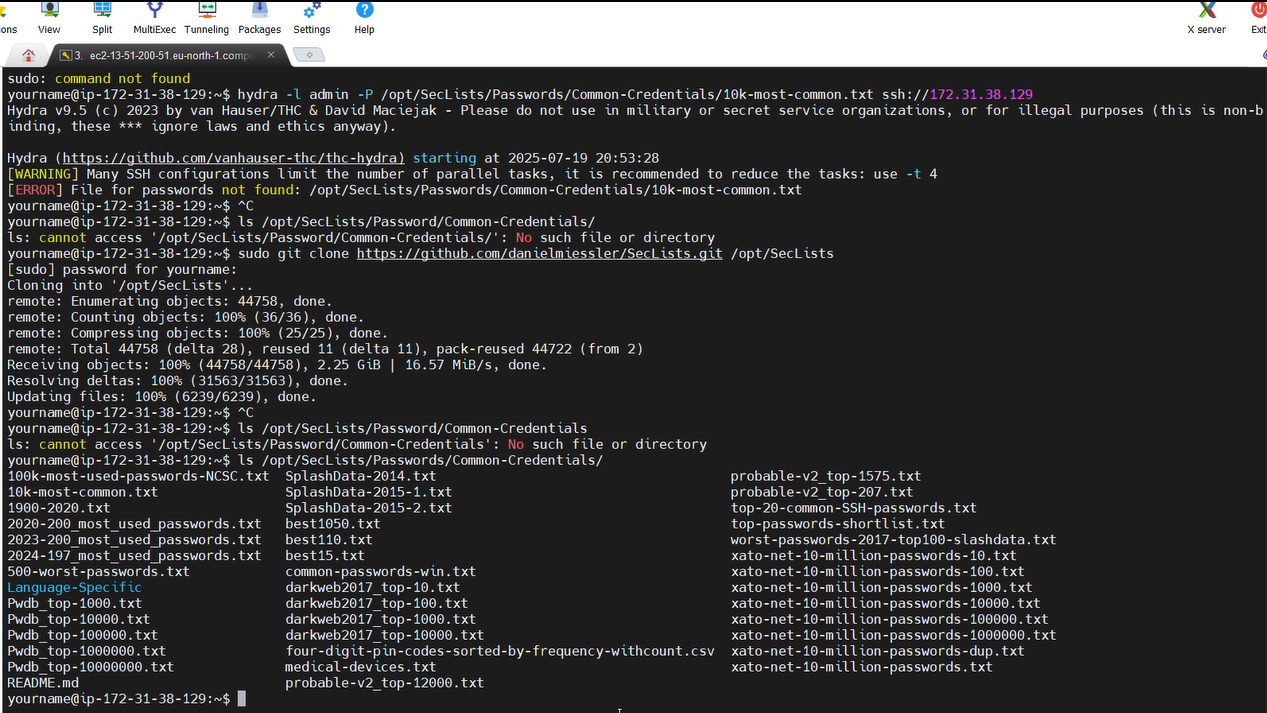 ons View Split MultiExec Tunneling Packages Settings Help X server Exit
3. ec2-13-51-200-51.eu-north-1.compu
sudo: command not found
yourname@ip-172-31-38-129:~$ hydra -l admin -P /opt/SecLists/Passwords/Common-Credentials/10k-most-common.txt ssh://172.31.38.129
Hydra v9.5 (c) 2023 by van Hauser/THC & David Maciejak - Please do not use in military or secret service organizations, or for illegal purposes (this is non-b
inding, these *** ignore laws and ethics anyway).
Hydra (https://github.com/vanhauser-thc/thc-hydra) starting at 2025-07-19 20:53:28
[WARNING] Many SSH configurations limit the number of parallel tasks, it is recommended to reduce the tasks: use -t 4
[ERROR] File for passwords not found: /opt/SecLists/Passwords/Common-Credentials/10k-most-common.txt
yourname@ip-172-31-38-129:~$ ^C
yourname@ip-172-31-38-129:~$ ls /opt/SecLists/Password/Common-Credentials/
ls: cannot access '/opt/SecLists/Password/Common-Credentials/': No such file or directory
yourname@ip-172-31-38-129:~$ sudo git clone https://github.com/danielmiessler/SecLists.git /opt/SecLists
[sudo] password for yourname:
Cloning into '/opt/SecLists'...
remote: Enumerating objects: 44758, done.
remote: Counting objects: 100% (36/36), done.
remote: Compressing objects: 100% (25/25), done.
remote: Total 44758 (delta 28), reused 11 (delta 11), pack-reused 44722 (from 2)
Receiving objects: 100% (44758/44758), 2.25 GiB | 16.57 MiB/s, done.
Resolving deltas: 100% (31563/31563), done.
Updating files: 100% (6239/6239), done.
yourname@ip-172-31-38-129:~$ ^C
yourname@ip-172-31-38-129:~$ ls /opt/SecLists/Password/Common-Credentials
ls: cannot access '/opt/SecLists/Password/Common-Credentials': No such file or directory
yourname@ip-172-31-38-129:~$ ls /opt/SecLists/Passwords/Common-Credentials/
100k-most-used-passwords-NCSC.txt SplashData-2014.txt probable-v2_top-1575.txt
10k-most-common.txt SplashData-2015-1.txt probable-v2_top-207.txt
1900-2020.txt SplashData-2015-2.txt top-20-common-SSH-passwords.txt
2020-200_most_used_passwords.txt best1050.txt top-passwords-shortlist.txt
2023-200_most_used_passwords.txt best110.txt worst-passwords-2017-top100-slashdata.txt
2024-197_most_used_passwords.txt best15.txt xato-net-10-million-passwords-10.txt
500-worst-passwords.txt common-passwords-win.txt xato-net-10-million-passwords-100.txt
Language-Specific darkweb2017_top-10.txt xato-net-10-million-passwords-1000.txt
Pwdb_top-1000.txt darkweb2017_top-100.txt xato-net-10-million-passwords-10000.txt
Pwdb_top-10000.txt darkweb2017_top-1000.txt xato-net-10-million-passwords-100000.txt
Pwdb_top-100000.txt darkweb2017_top-10000.txt xato-net-10-million-passwords-1000000.txt
Pwdb_top-1000000.txt four-digit-pin-codes-sorted-by-frequency-withcount.csv xato-net-10-million-passwords-dup.txt
Pwdb_top-10000000.txt medical-devices.txt xato-net-10-million-passwords.txt
README.md probable-v2_top-12000.txt
yourname@ip-172-31-38-129:~$